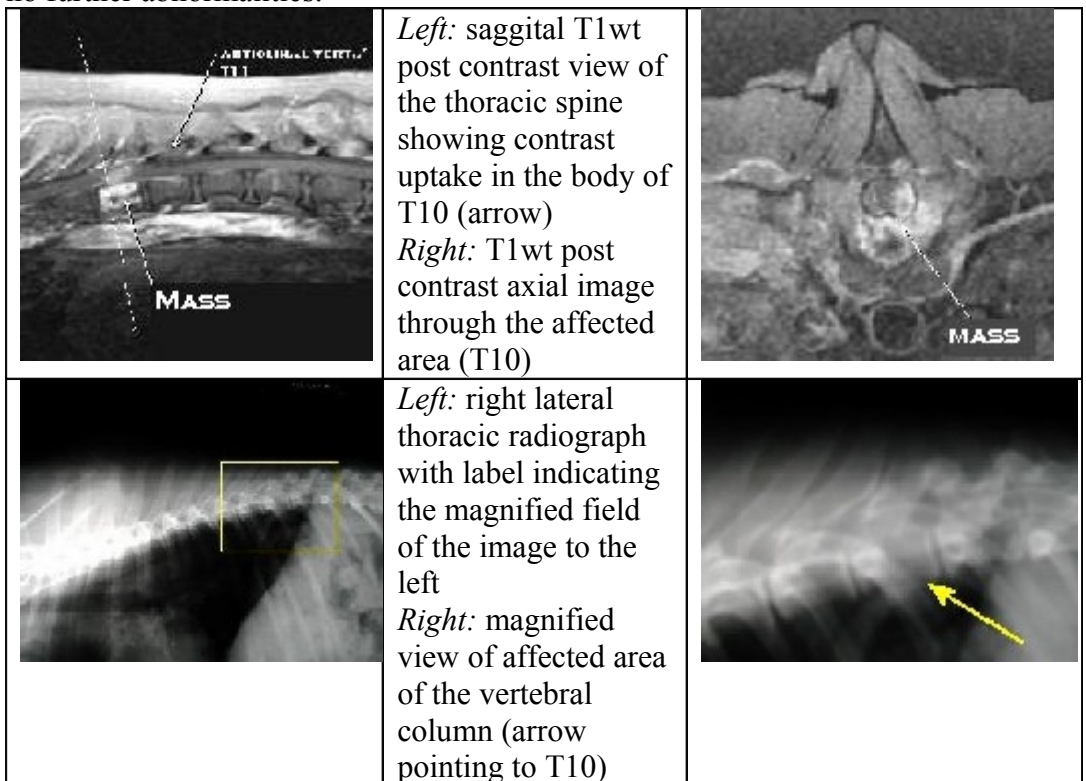 no further abnormalities.
ANTICLINAL VERT.
T11
MASS
Left: saggital T1wt
post contrast view of
the thoracic spine
showing contrast
uptake in the body of
T10 (arrow)
Right: T1wt post
contrast axial image
through the affected
area (T10)
MASS
Left: right lateral
thoracic radiograph
with label indicating
the magnified field
of the image to the
left
Right: magnified
view of affected area
of the vertebral
column (arrow
pointing to T10)